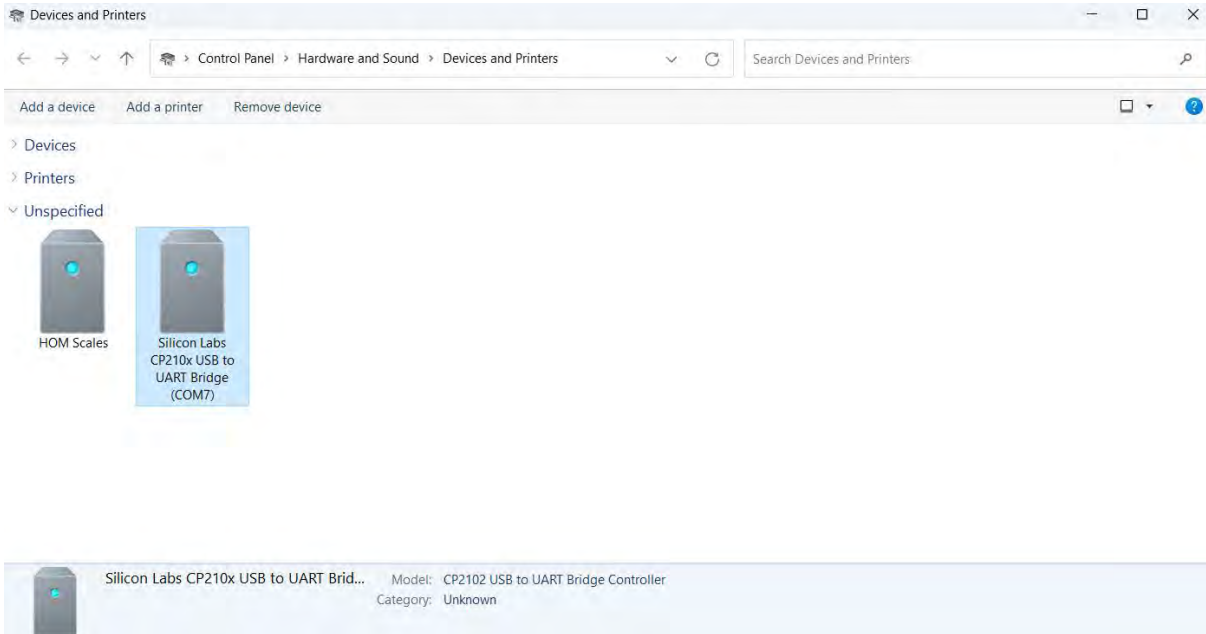 Devices and Printers
Control Panel > Hardware and Sound > Devices and Printers
Search Devices and Printers
Add a device Add a printer Remove device
Devices
Printers
Unspecified
HOM Scales
Silicon Labs
CP210x USB to
UART Bridge
(COM7)
Silicon Labs CP210x USB to UART Brid... Model: CP2102 USB to UART Bridge Controller
Category: Unknown